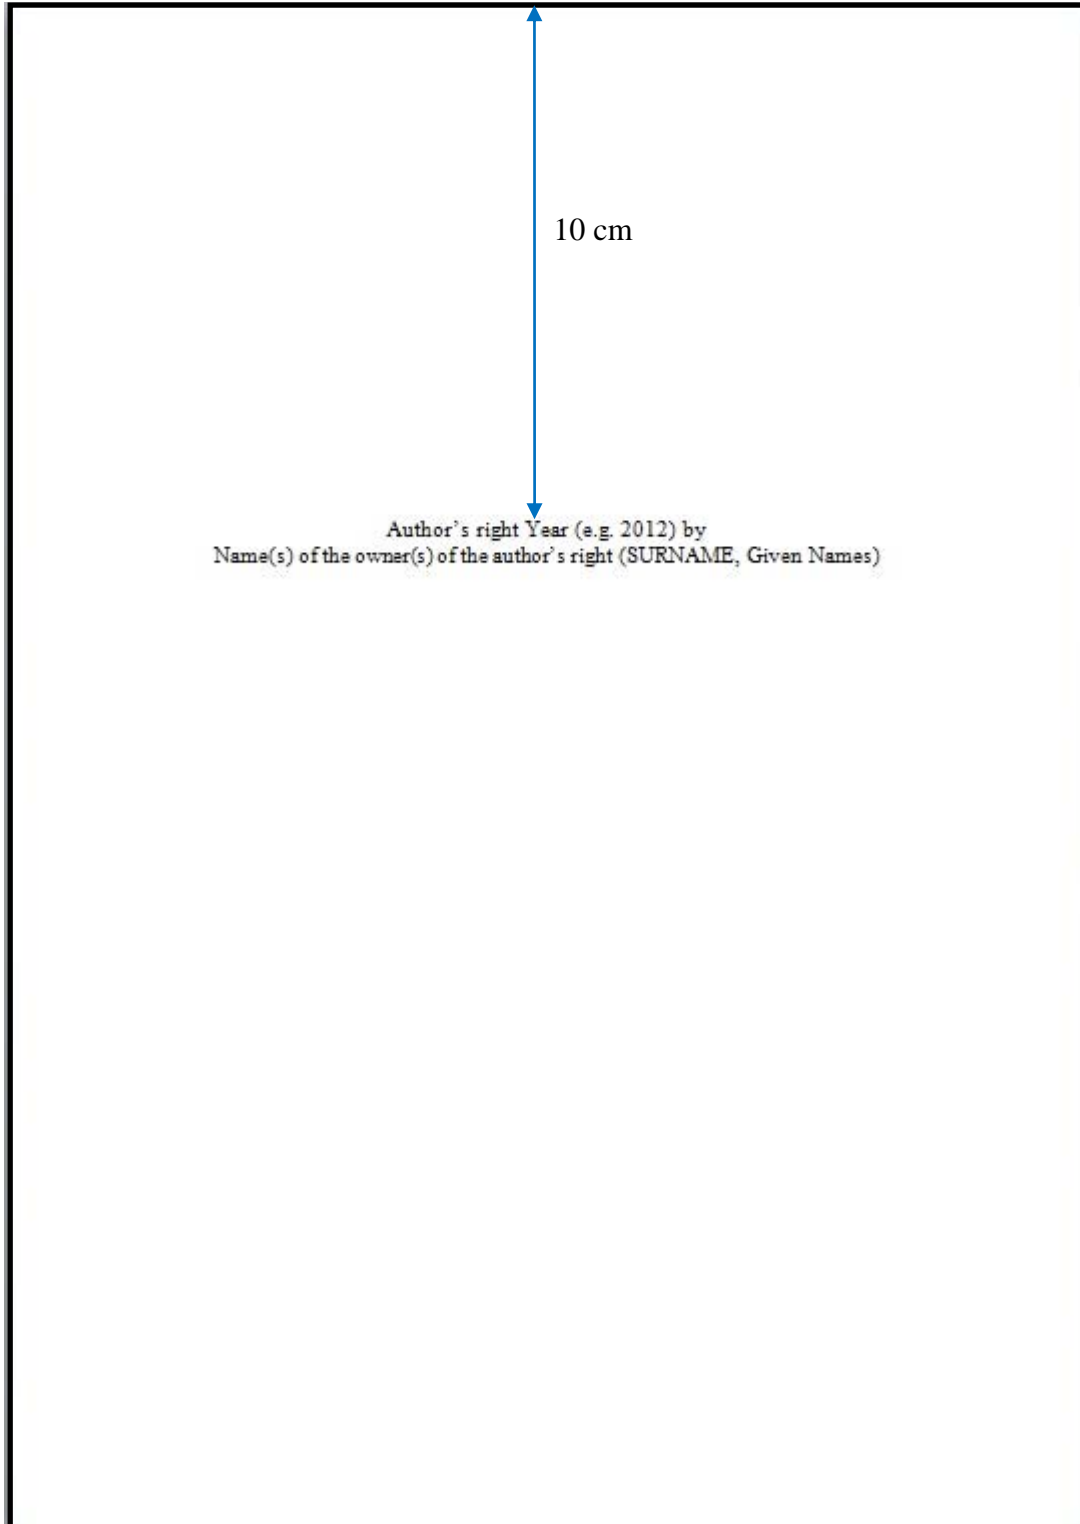 10 cm
Author’s right Year (e.g. 2012) by
Name(s) of the owner(s) of the author’s right (SURNAME, Given Names)